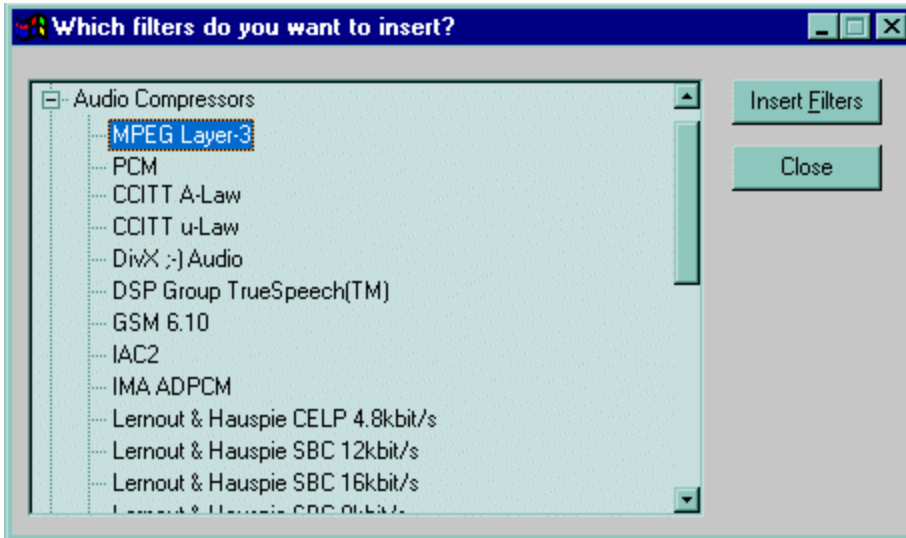 Which filters do you want to insert?
Audio Compressors
MPEG Layer-3
PCM
CCITT A-Law
CCITT u-Law
DivX ;-) Audio
DSP Group TrueSpeech(TM)
GSM 6.10
IAC2
IMA ADPCM
Lernout & Hauspie CELP 4.8kbit/s
Lernout & Hauspie SBC 12kbit/s
Lernout & Hauspie SBC 16kbit/s
Insert Filters
Close